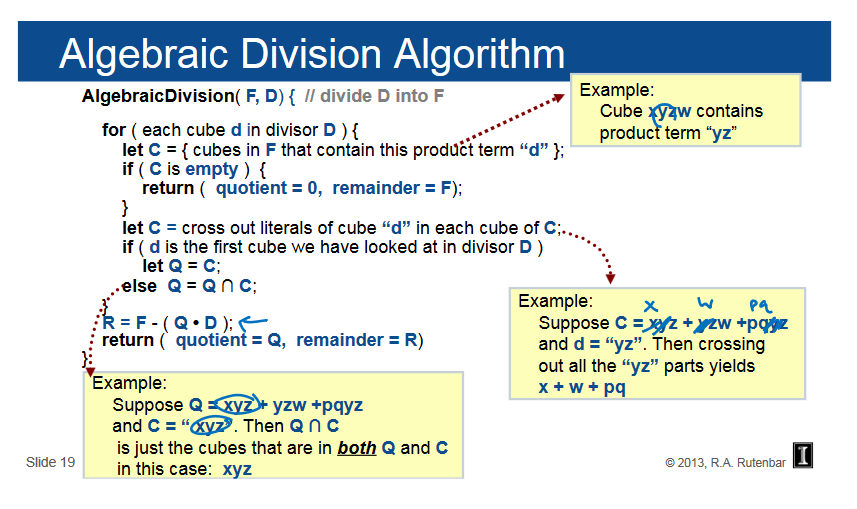 Algebraic Division Algorithm
AlgebraicDivision( F, D) { // divide D into F
for ( each cube d in divisor D ) {
let C = { cubes in F that contain this product term “d” };
if ( C is empty ) {
return ( quotient = 0, remainder = F);
}
let C = cross out literals of cube “d” in each cube of C;
if ( d is the first cube we have looked at in divisor D )
let Q = C;
else Q = Q ∩ C;
}
R = F - ( Q • D );
return ( quotient = Q, remainder = R)
}
Example:
Cube xyzw contains
product term “yz”
Example:
x w pq
Suppose C = xyz + yzw +pqyz
and d = “yz”. Then crossing
out all the “yz” parts yields
x + w + pq
Example:
Suppose Q = xyz + yzw +pqyz
and C = “xyz”. Then Q ∩ C
is just the cubes that are in both Q and C
in this case: xyz
Slide 19
© 2013, R.A. Rutenbar
I